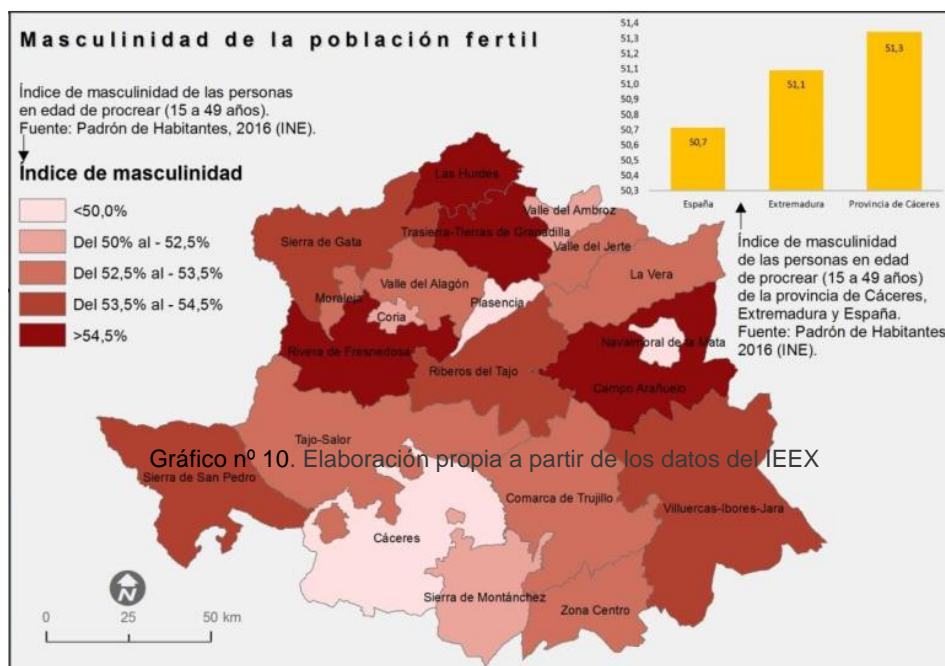 Masculinidad de la población fertil
Índice de masculinidad de las personas
en edad de procrear (15 a 49 años).
Fuente: Padrón de Habitantes, 2016 (INE).
Índice de masculinidad
<50,0%
Del 50% al - 52,5%
Del 52,5% al - 53,5%
Del 53,5% al - 54,5%
>54,5%
51,4
51,3
51,2
51,1
51,0
50,9
50,8
50,7
50,6
50,5
50,4
50,3
50,7
51,1
51,3
España
Extremadura
Provincia de Cáceres
Índice de masculinidad
de las personas en edad
de procrear (15 a 49 años)
de la provincia de Cáceres,
Extremadura y España.
Fuente: Padrón de Habitantes,
2016 (INE).
Las Hurdes
Valle del Ambroz
Trasierra-Tierras de Granadilla
Sierra de Gata
Valle del Jerte
La Vera
Valle del Alagón
Moraleja
Plasencia
Coria
Navalmoral de la Mata
Rivera de Fresnedosa
Riberos del Tajo
Campo Arañuelo
Tajo-Salor
Gráfico nº 10. Elaboración propia a partir de los datos del IEEX
Sierra de San Pedro
Comarca de Trujillo
Villuercas-Ibores-Jara
Cáceres
Sierra de Montánchez
Zona Centro
N
0 25 50 km